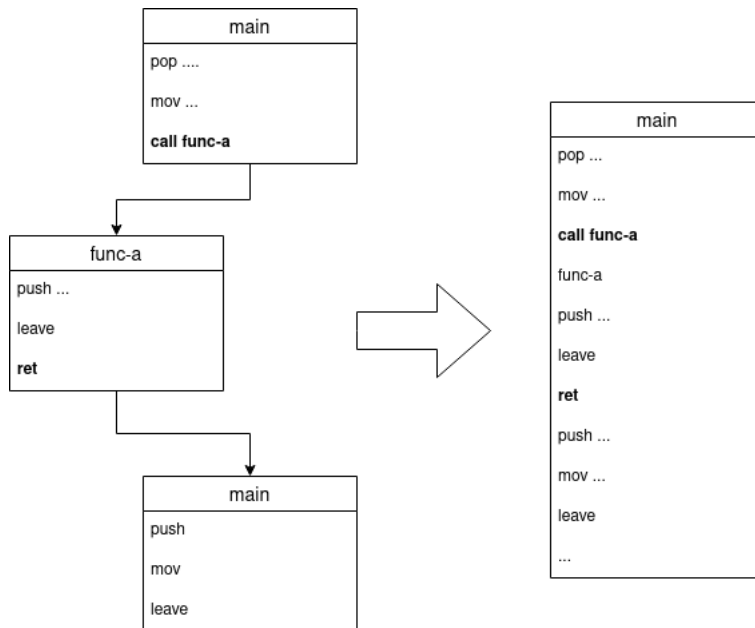 main
pop ....
mov ...
call func-a
func-a
push ...
leave
ret
main
push
mov
leave
main
pop ...
mov ...
call func-a
func-a
push ...
leave
ret
push ...
mov ...
leave
...